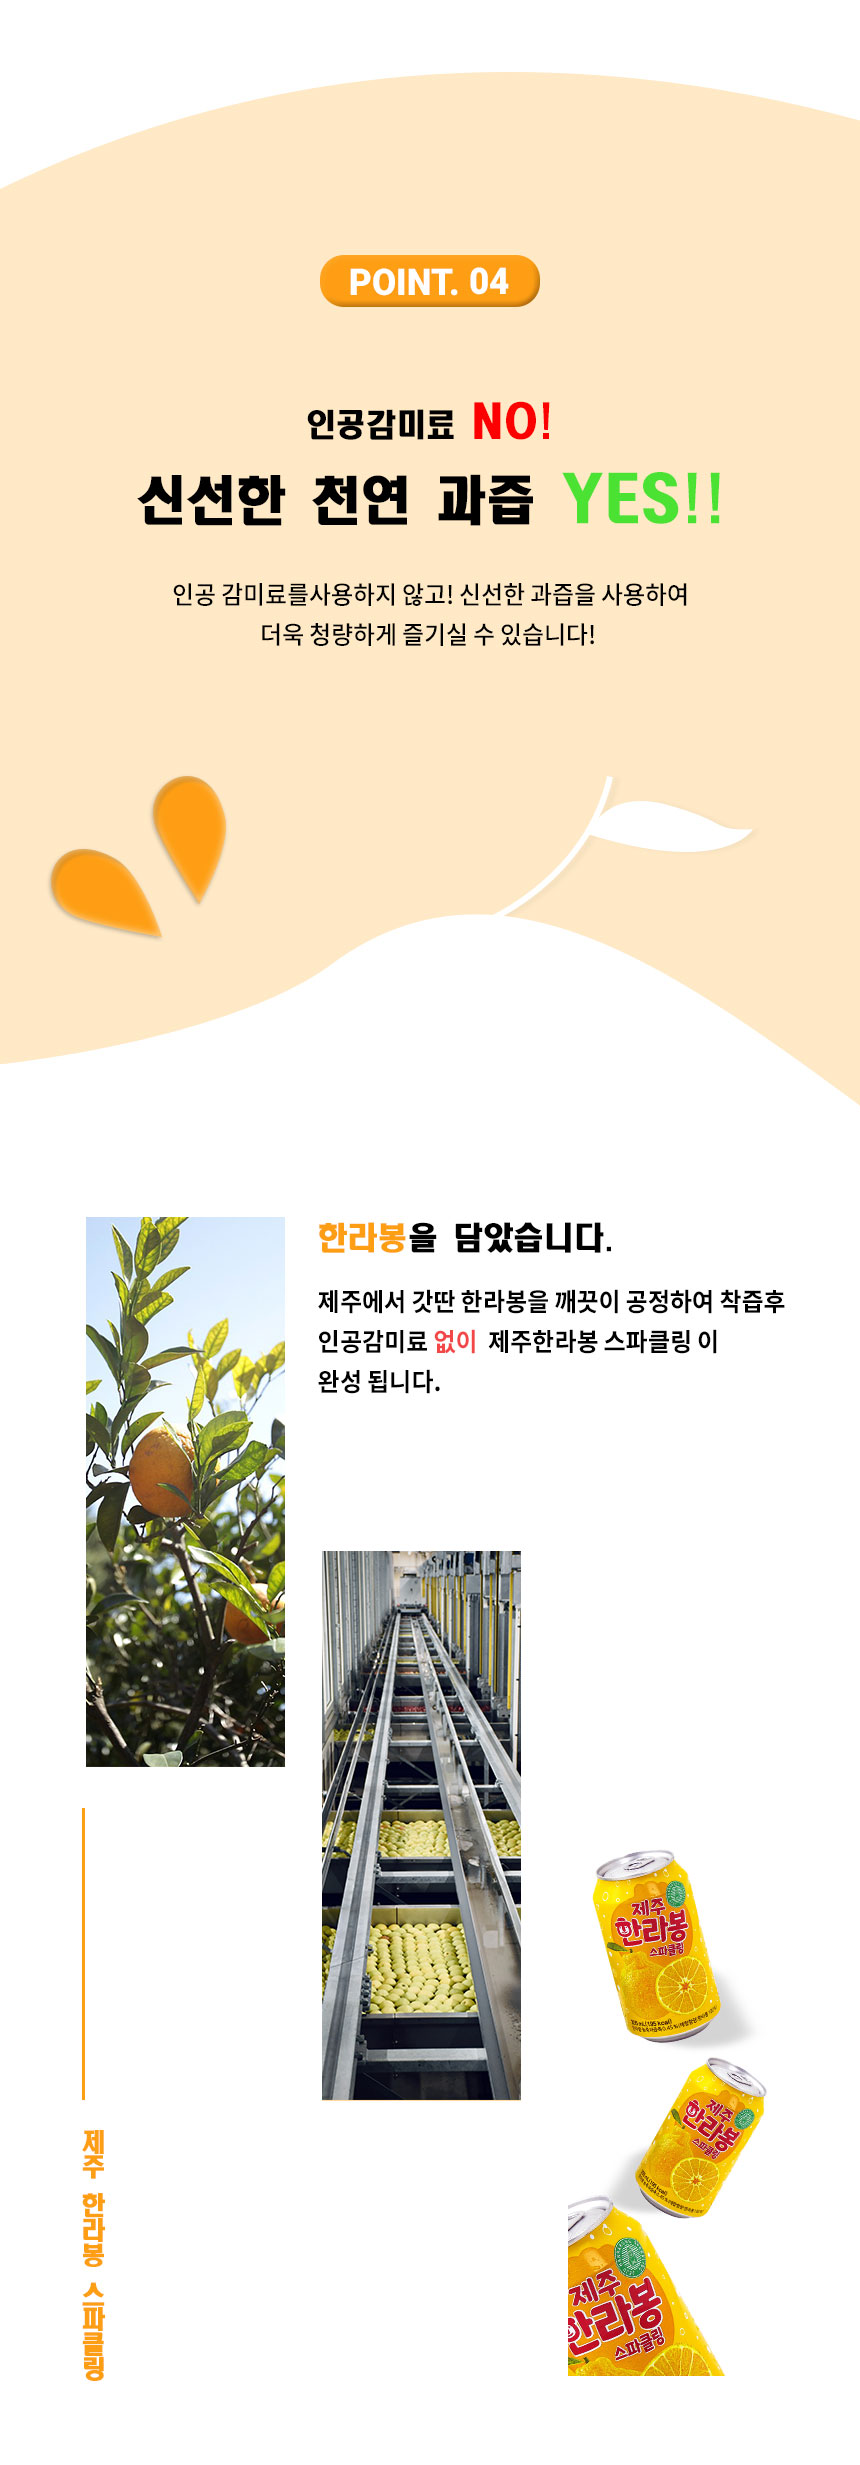 POINT. 04
인공감미료 NO!
신선한 천연 과즙 YES!!
인공 감미료를사용하지 않고! 신선한 과즙을 사용하여
더욱 청량하게 즐기실 수 있습니다!
한라봉을 담았습니다.
제주에서 갓딴 한라봉을 깨끗이 공정하여 착즙후
인공감미료 없이 제주한라봉 스파클링 이
완성 됩니다.
제주
한라봉
스파클링
제주
한라봉
스파클링
제주
한라봉
스파클링
제주 한라봉 스파클링